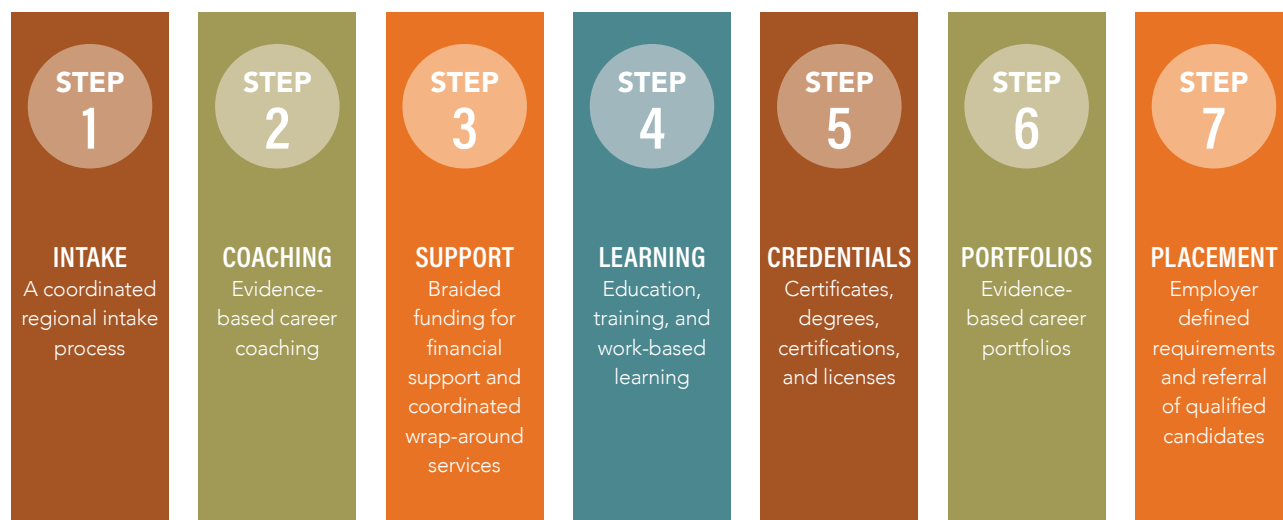 STEP
1
INTAKE
A coordinated
regional intake
process
STEP
2
COACHING
Evidence-
based career
coaching
STEP
3
SUPPORT
Braided
funding for
financial
support and
coordinated
wrap-around
services
STEP
4
LEARNING
Education,
training, and
work-based
learning
STEP
5
CREDENTIALS
Certificates,
degrees,
certifications,
and licenses
STEP
6
PORTFOLIOS
Evidence-
based career
portfolios
STEP
7
PLACEMENT
Employer
defined
requirements
and referral
of qualified
candidates